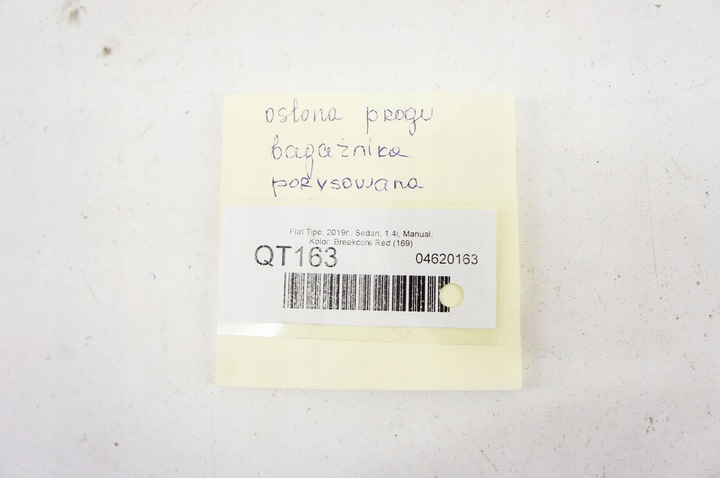 osłona progu
bagażnika
porysowana
Fiat Tipo, 2019r., Sedan, 1.4i, Manual,
Kolor: Breakcore Red (169)
QT163 04620163